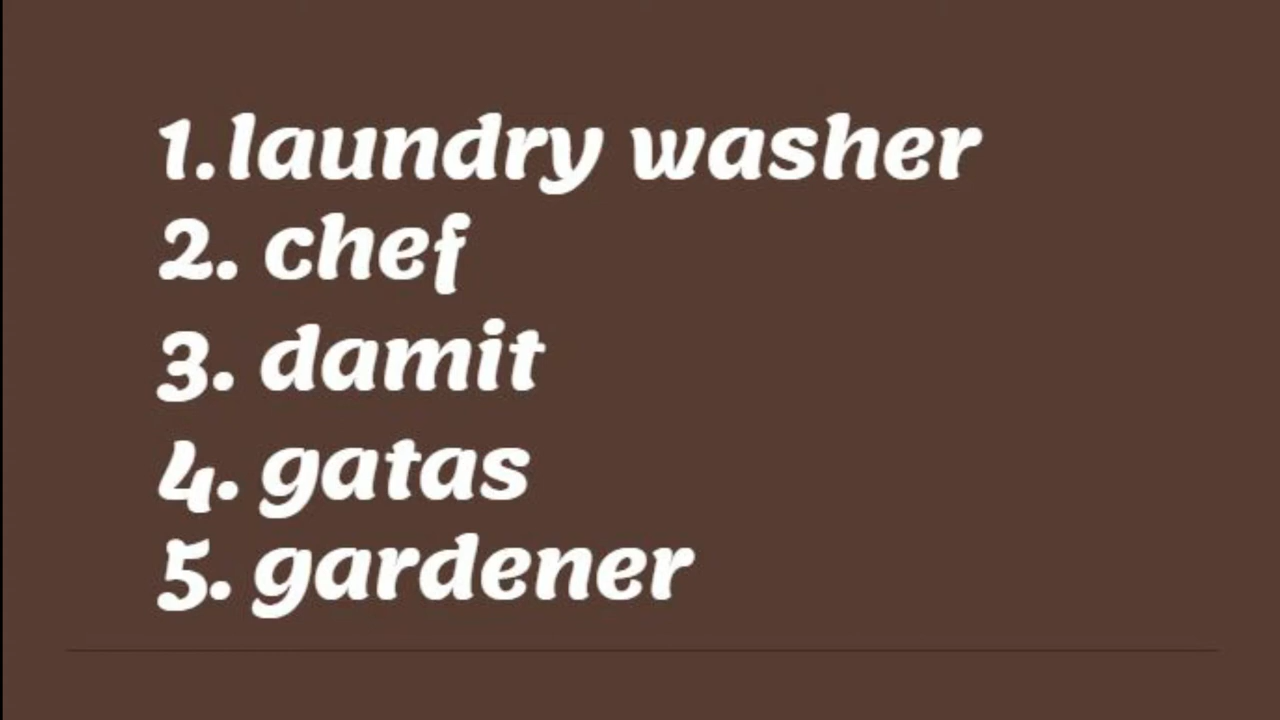 1.laundry washer
2. chef
3. damit
4. gatas
5. gardener